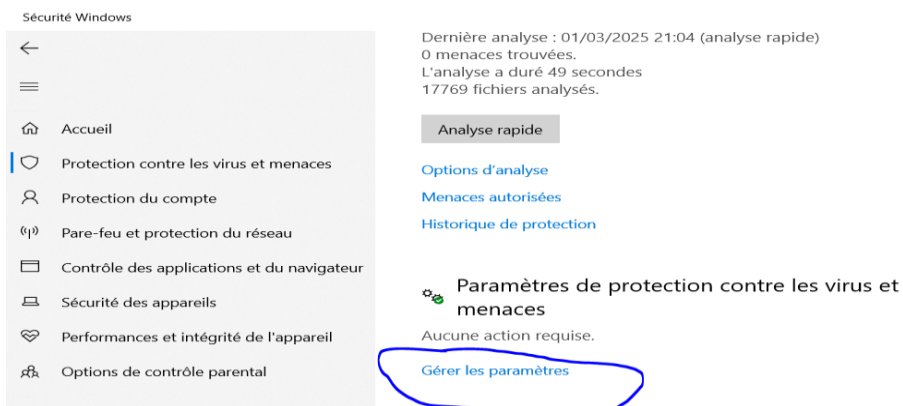 Sécurité Windows
Accueil
Protection contre les virus et menaces
Protection du compte
Pare-feu et protection du réseau
Contrôle des applications et du navigateur
Sécurité des appareils
Performances et intégrité de l'appareil
Options de contrôle parental
Dernière analyse : 01/03/2025 21:04 (analyse rapide)
0 menaces trouvées.
L'analyse a duré 49 secondes
17769 fichiers analysés.
Analyse rapide
Options d'analyse
Menaces autorisées
Historique de protection
Paramètres de protection contre les virus et
menaces
Aucune action requise.
Gérer les paramètres